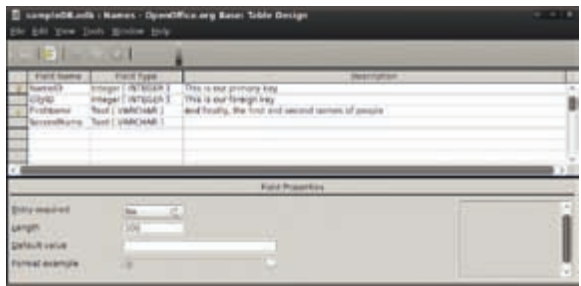 sampleDB.odb : Names - OpenOffice.org Base: Table Design
File Edit View Tools Window Help
Field Name Field Type Description
NameID Integer [ INTEGER ] This is our primary key
CityID Integer [ INTEGER ] This is our foreign key
FirstName Text [ VARCHAR ] And finally, the first and second names of people
SecondName Text [ VARCHAR ]
Field Properties
Entry required No
Length 100
Default value
Format example